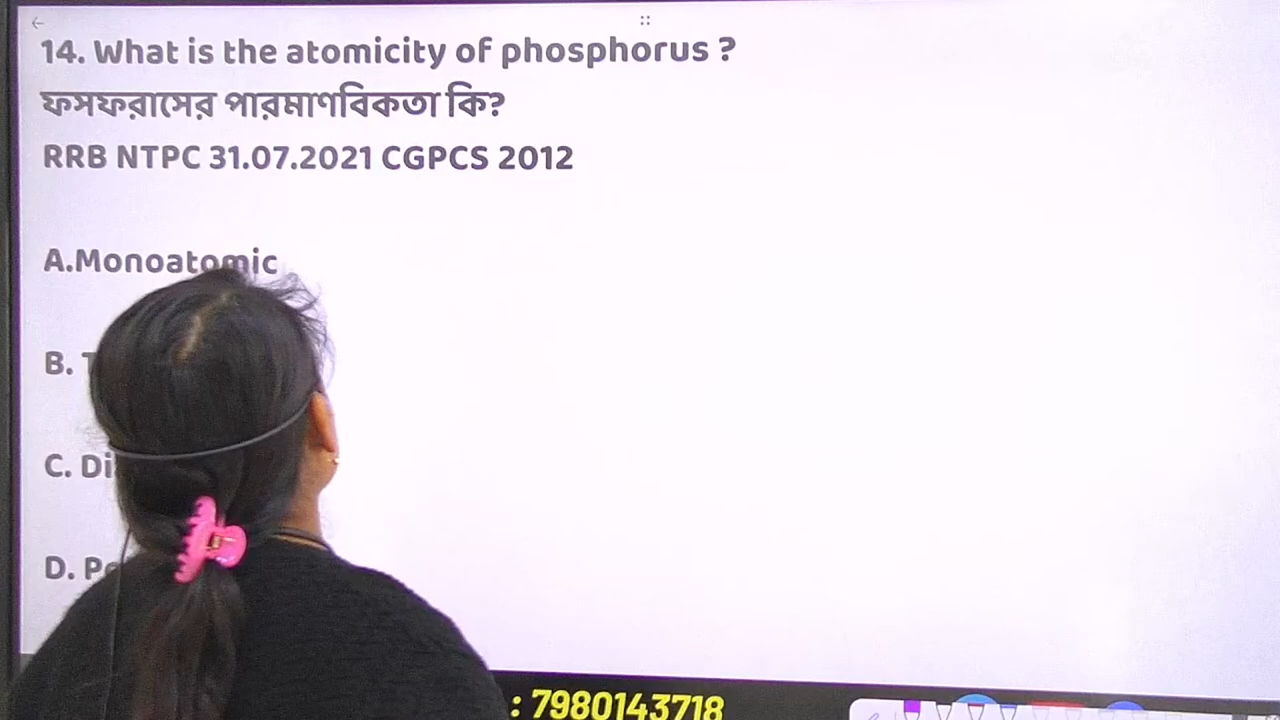 14. What is the atomicity of phosphorus ?
ফসফরাসের পারমাণবিকতা কি?
RRB NTPC 31.07.2021 CGPCS 2012
A.Monoatomic
B.
C.
D.
: 7980143718